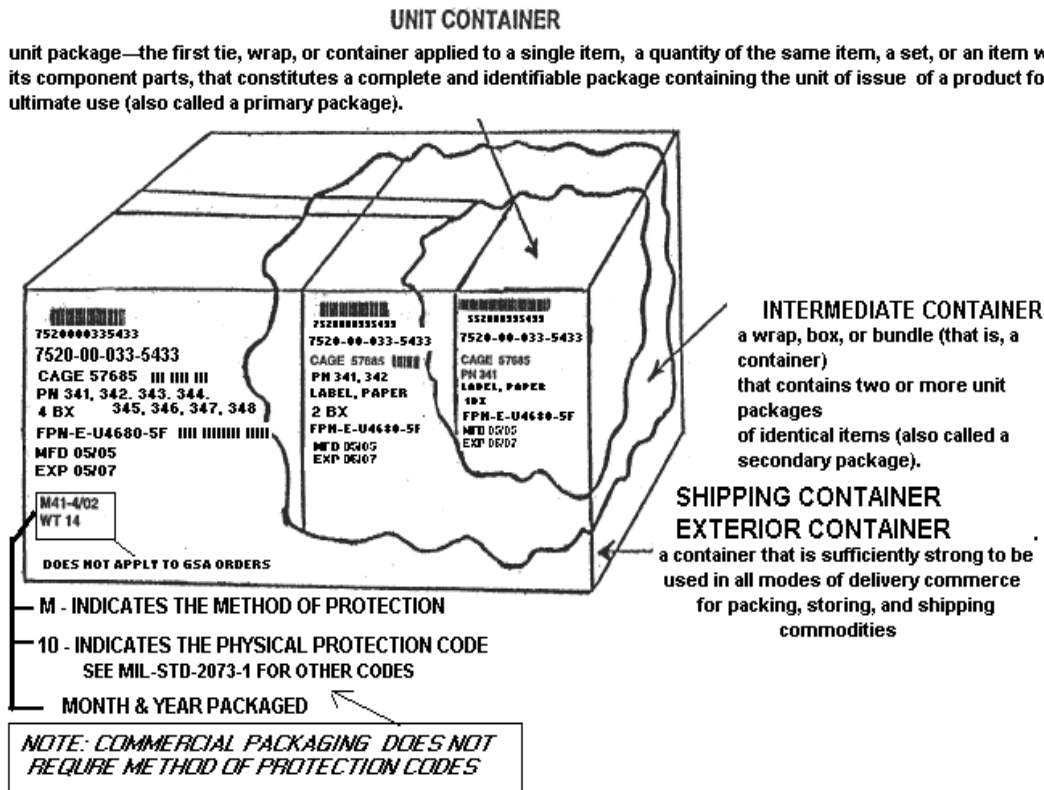 UNIT CONTAINER
unit package—the first tie, wrap, or container applied to a single item, a quantity of the same item, a set, or an item w
its component parts, that constitutes a complete and identifiable package containing the unit of issue of a product fo
ultimate use (also called a primary package).
7520000335433
7520-00-033-5433
CAGE 57685
PN 341, 342. 343. 344.
4 BX 345, 346, 347, 348
FPN-E-U4680-5F
MFD 05/05
EXP 05/07
M41-4/02
WT 14
DOES NOT APPLT TO GSA ORDERS
7520-00-033-5433
CAGE 57685
PN 341, 342
LABEL, PAPER
2 BX
FPN-E-U4680-5F
MFD 05/05
EXP 05/07
7520-00-033-5433
CAGE 57685
PN 341
LABEL, PAPER
1BX
FPN-E-U4680-5F
MFD 05/05
EXP 05/07
INTERMEDIATE CONTAINER
a wrap, box, or bundle (that is, a
container)
that contains two or more unit
packages
of identical items (also called a
secondary package).
SHIPPING CONTAINER
EXTERIOR CONTAINER
a container that is sufficiently strong to be
used in all modes of delivery commerce
for packing, storing, and shipping
commodities
M - INDICATES THE METHOD OF PROTECTION
10 - INDICATES THE PHYSICAL PROTECTION CODE
SEE MIL-STD-2073-1 FOR OTHER CODES
MONTH & YEAR PACKAGED
NOTE: COMMERCIAL PACKAGING DOES NOT
REQURE METHOD OF PROTECTION CODES